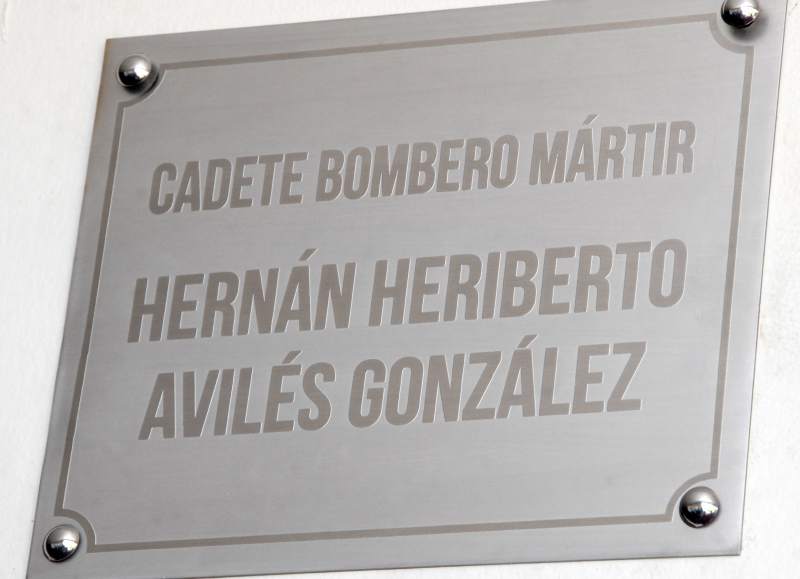 CADETE BOMBERO MÁRTIR
HERNÁN HERIBERTO
AVILÉS GONZÁLEZ